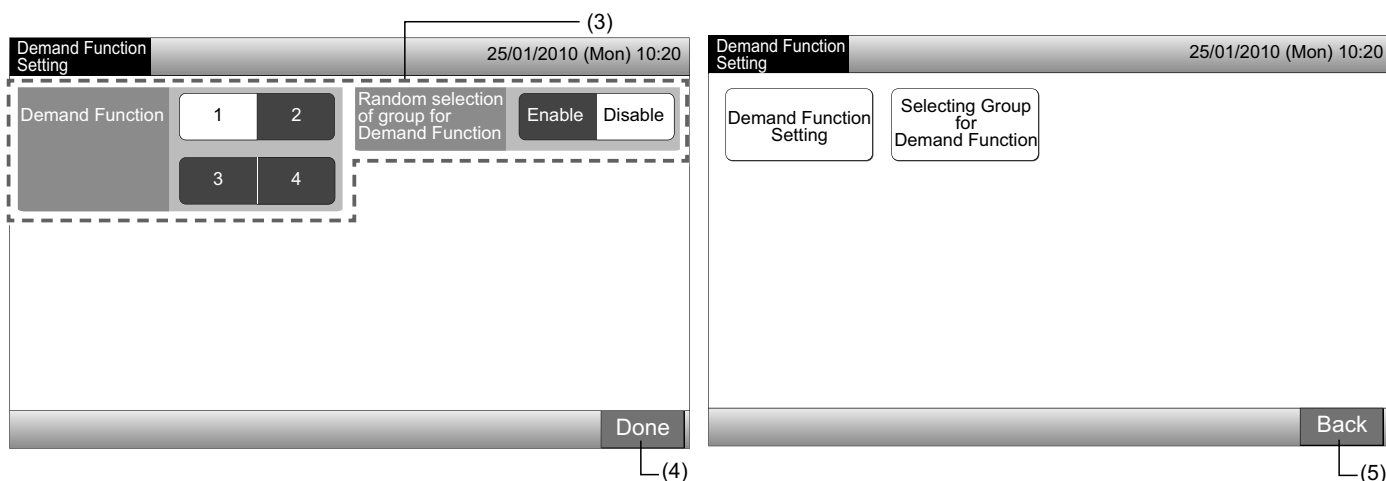 (3)
Demand Function
Setting
25/01/2010 (Mon) 10:20
Demand Function
1
2
3
4
Random selection
of group for
Demand Function
Enable
Disable
Done
(4)
Demand Function
Setting
25/01/2010 (Mon) 10:20
Demand Function
Setting
Selecting Group
for
Demand Function
Back
(5)